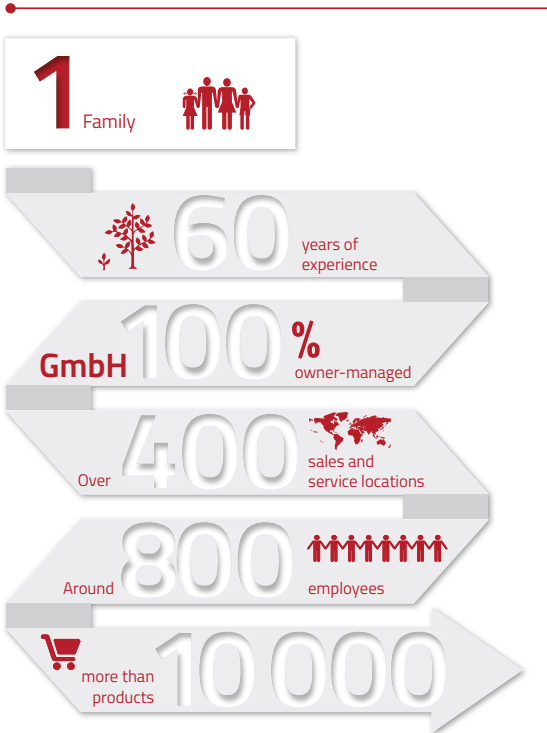 1 Family
60 years of
experience
GmbH 100 %
owner-managed
Over 400 sales and
service locations
Around 800 employees
more than 10 000
products